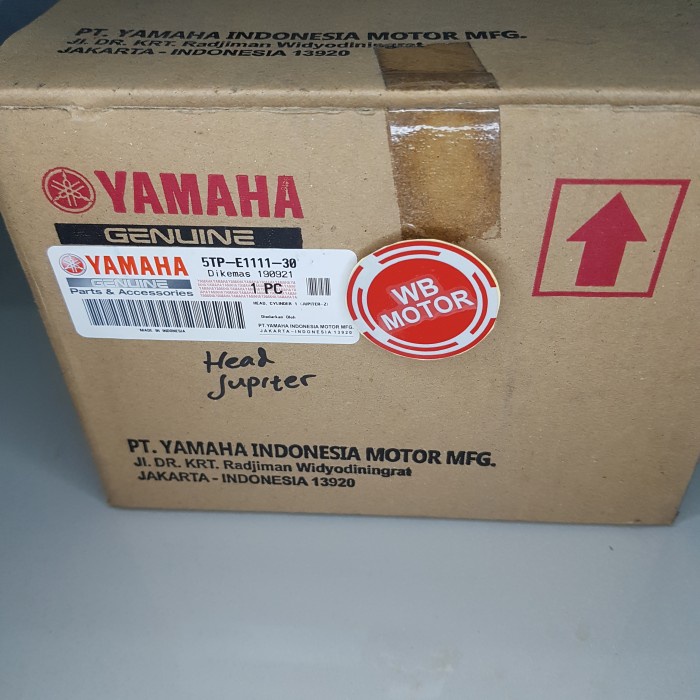 PT. YAMAHA INDONESIA MOTOR MFG.
Jl. DR. KRT. Radjiman Widyodiningrat
JAKARTA - INDONESIA 13920
YAMAHA
GENUINE
YAMAHA
GENUINE
Parts & Accessories
5TP-E1111-30
Dikemas 190921
1 PC
HEAD, CYLINDER 1 (JUPITER-Z)
Diedarkan Oleh
PT.YAMAHA INDONESIA MOTOR MFG.
JAKARTA-INDONESIA 13920
MADE IN INDONESIA
WB
MOTOR
Head
Jupiter
PT. YAMAHA INDONESIA MOTOR MFG.
Jl. DR. KRT. Radjiman Widyodiningrat
JAKARTA - INDONESIA 13920